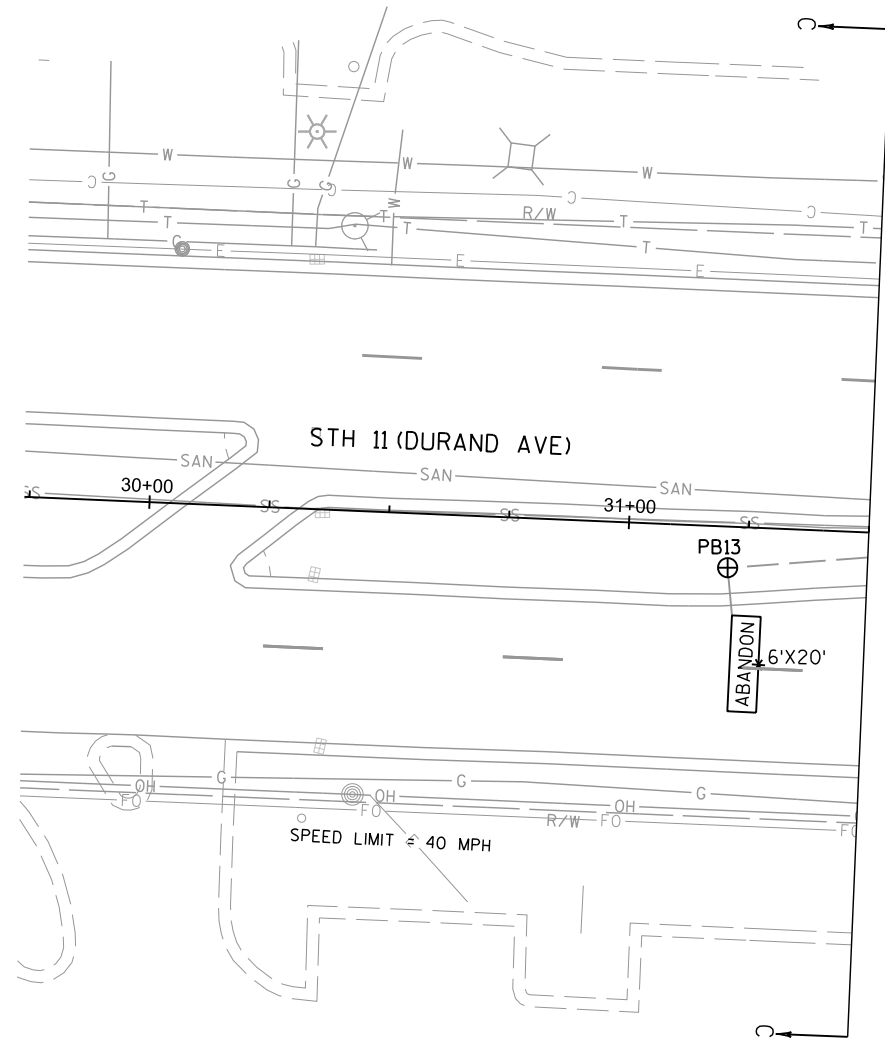 C
W
W
W
G
G
G
C
C
C
C
W
T
T
T
T
R/W
T
T
T
G
E
E
E
STH 11 (DURAND AVE)
SAN
SAN
SAN
30+00
31+00
SS
SS
SS
SS
PB13
ABANDON
6'X20'
G
G
G
OH
OH
OH
FO
FO
R/W
FO
FO
SPEED LIMIT = 40 MPH
C